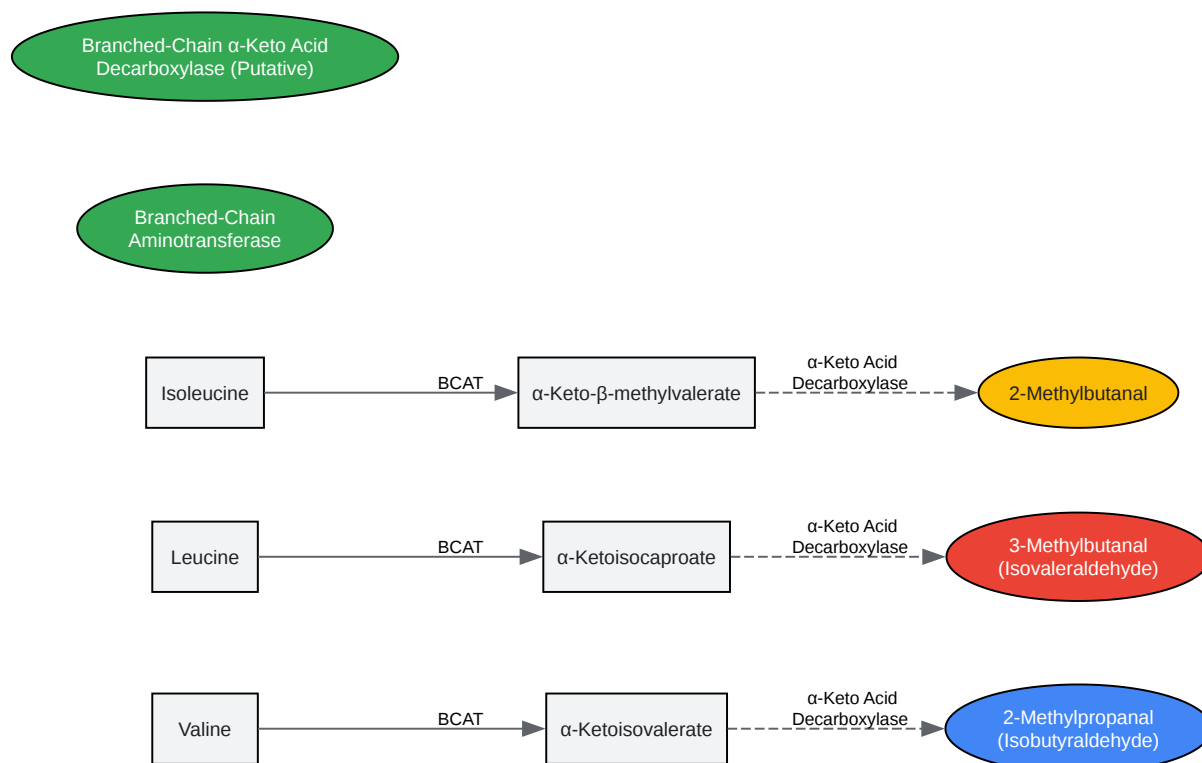 Branched-Chain α-Keto Acid
Decarboxylase (Putative)
Branched-Chain
Aminotransferase
Isoleucine
BCAT
α-Keto-β-methylvalerate
α-Keto Acid
Decarboxylase
2-Methylbutanal
Leucine
BCAT
α-Ketoisocaproate
α-Keto Acid
Decarboxylase
3-Methylbutanal
(Isovaleraldehyde)
Valine
BCAT
α-Ketoisovalerate
α-Keto Acid
Decarboxylase
2-Methylpropanal
(Isobutyraldehyde)